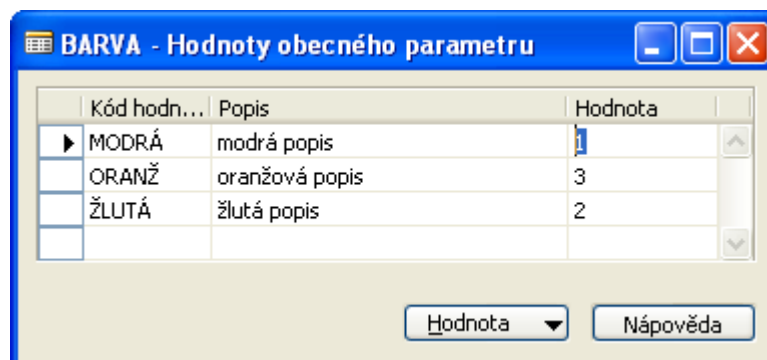 BARVA - Hodnoty obecného parametru
Kód hodn... Popis Hodnota
MODRÁ modrá popis 1
ORANŽ oranžová popis 3
ŽLUTÁ žlutá popis 2
Hodnota Nápověda